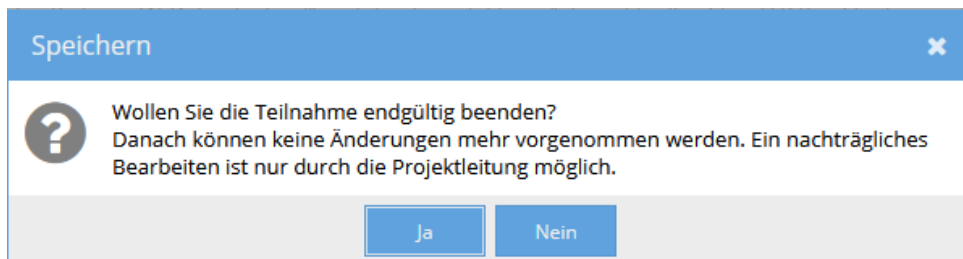 Speichern
Wollen Sie die Teilnahme endgültig beenden?
Danach können keine Änderungen mehr vorgenommen werden. Ein nachträgliches
Bearbeiten ist nur durch die Projektleitung möglich.
Ja Nein